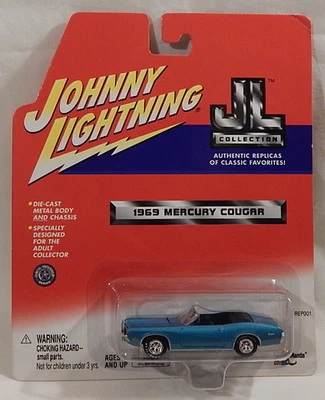 JOHNNY
LIGHTNING
JL
TM
COLLECTION
AUTHENTIC REPLICAS
OF CLASSIC FAVORITES!
• DIE-CAST
METAL BODY
AND CHASSIS
• SPECIALLY
DESIGNED FOR
THE ADULT
COLLECTOR
1969 MERCURY COUGAR
REP001
WARNING:
CHOKING HAZARD--
small parts.
Not for children under 3 yrs.
AGES
AND UP